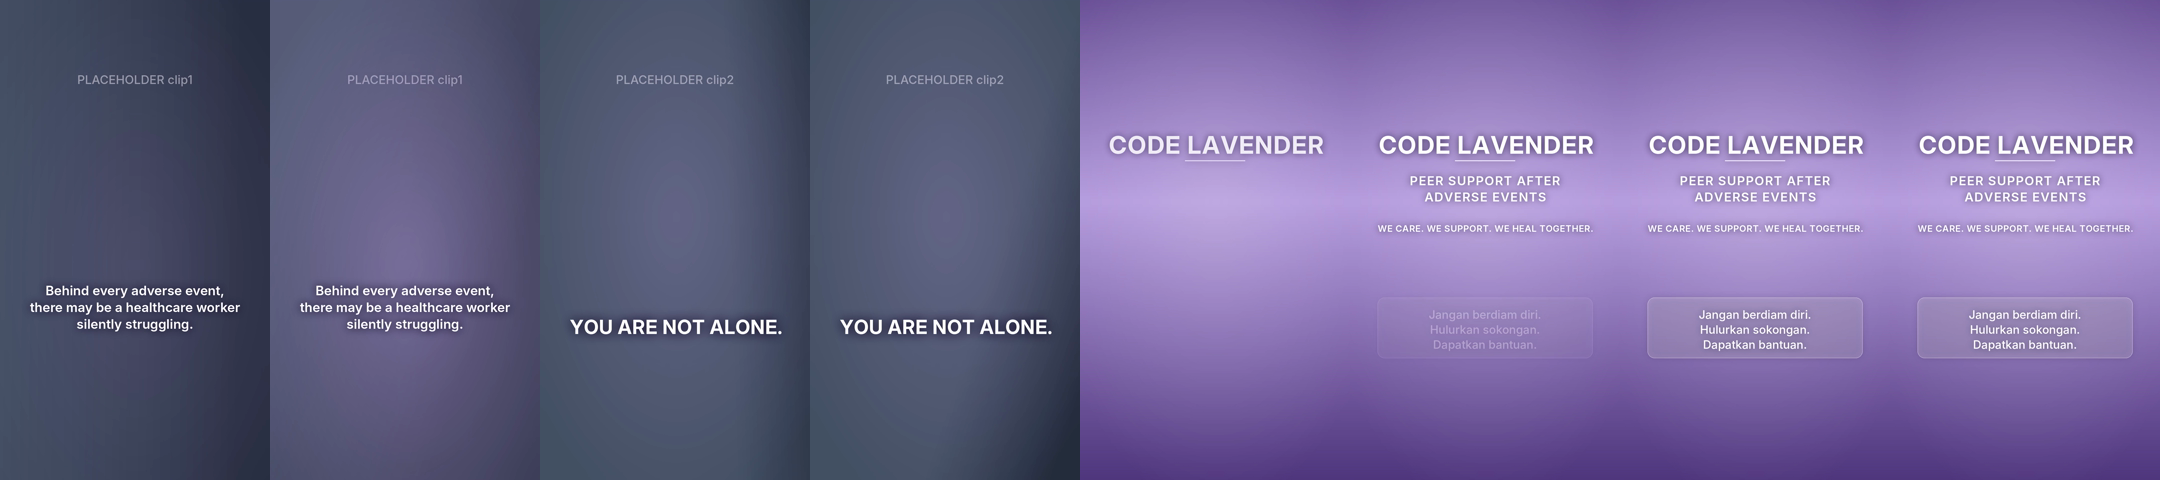 PLACEHOLDER clip1
Behind every adverse event,
there may be a healthcare worker
silently struggling.
PLACEHOLDER clip1
Behind every adverse event,
there may be a healthcare worker
silently struggling.
PLACEHOLDER clip2
YOU ARE NOT ALONE.
PLACEHOLDER clip2
YOU ARE NOT ALONE.
CODE LAVENDER
CODE LAVENDER
PEER SUPPORT AFTER
ADVERSE EVENTS
WE CARE. WE SUPPORT. WE HEAL TOGETHER.
Jangan berdiam diri.
Hulurkan sokongan.
Dapatkan bantuan.
CODE LAVENDER
PEER SUPPORT AFTER
ADVERSE EVENTS
WE CARE. WE SUPPORT. WE HEAL TOGETHER.
Jangan berdiam diri.
Hulurkan sokongan.
Dapatkan bantuan.
CODE LAVENDER
PEER SUPPORT AFTER
ADVERSE EVENTS
WE CARE. WE SUPPORT. WE HEAL TOGETHER.
Jangan berdiam diri.
Hulurkan sokongan.
Dapatkan bantuan.